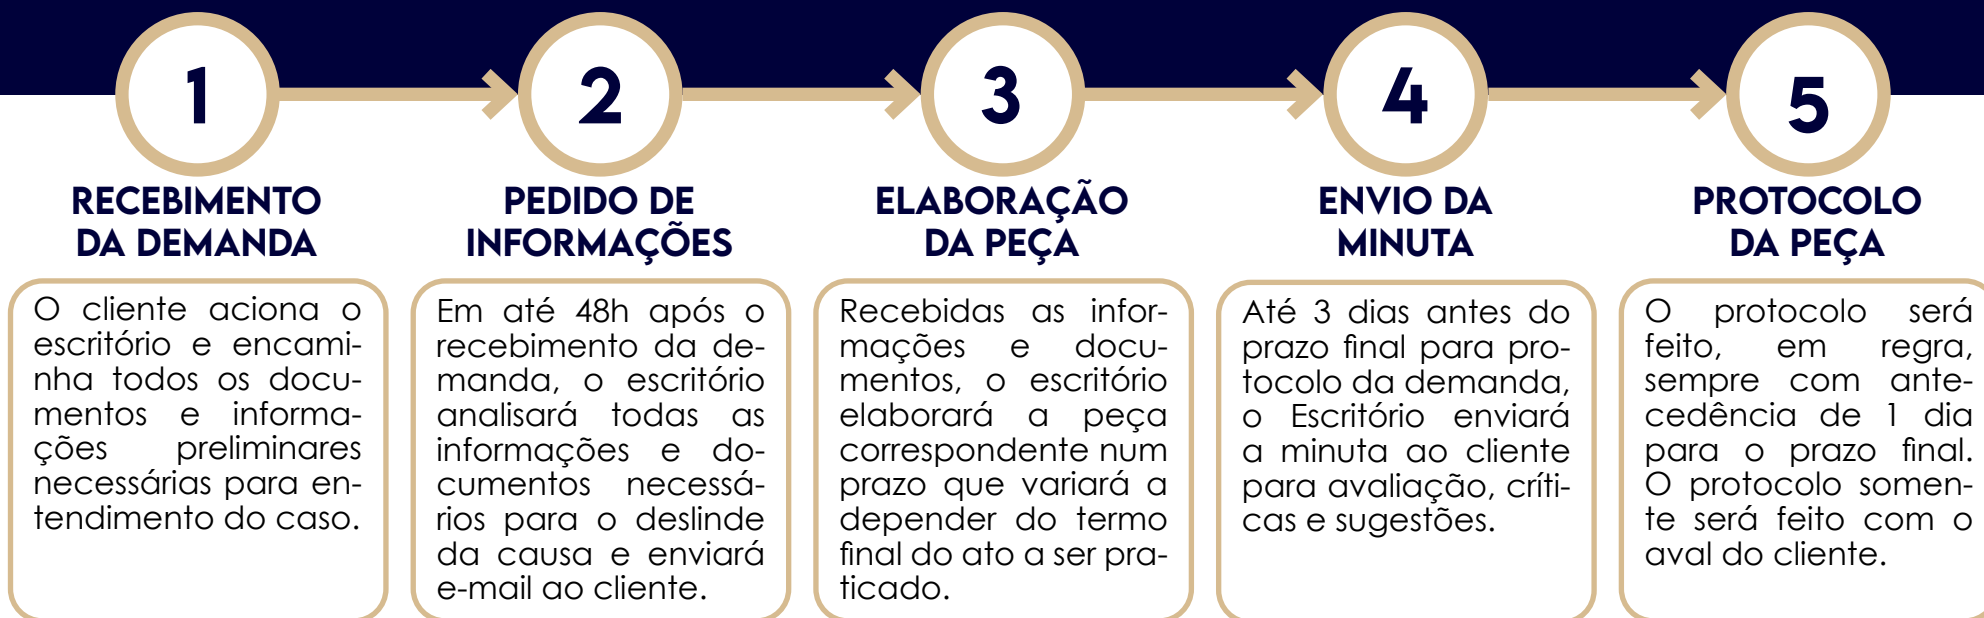 1
RECEBIMENTO
DA DEMANDA
O cliente aciona o
escritório e encami-
nha todos os docu-
mentos e informa-
ções preliminares
necessárias para en-
tendimento do caso.
2
PEDIDO DE
INFORMAÇÕES
Em até 48h após o
recebimento da de-
manda, o escritório
analisará todas as
informações e do-
cumentos necessá-
rios para o deslinde
da causa e enviará
e-mail ao cliente.
3
ELABORAÇÃO
DA PEÇA
Recebidas as infor-
mações e docu-
mentos, o escritório
elaborará a peça
correspondente num
prazo que variará a
depender do termo
final do ato a ser pra-
ticado.
4
ENVIO DA
MINUTA
Até 3 dias antes do
prazo final para pro-
tocolo da demanda,
o Escritório enviará
a minuta ao cliente
para avaliação, críti-
cas e sugestões.
5
PROTOCOLO
DA PEÇA
O protocolo será
feito, em regra,
sempre com ante-
cedência de 1 dia
para o prazo final.
O protocolo somen-
te será feito com o
aval do cliente.